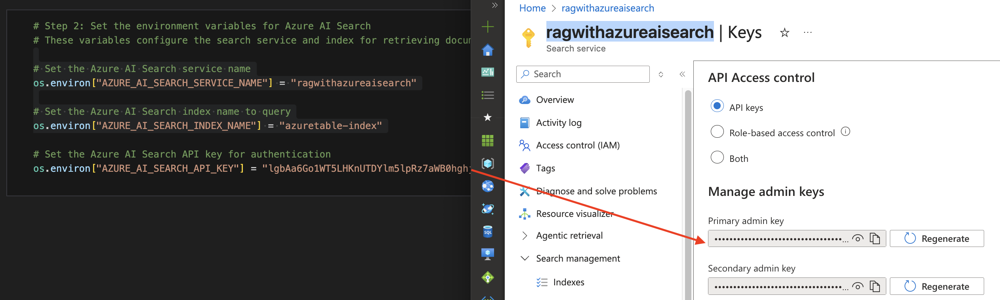 # Step 2: Set the environment variables for Azure AI Search
# These variables configure the search service and index for retrieving
# Set the Azure AI Search service name
os.environ["AZURE_AI_SEARCH_SERVICE_NAME"] = "ragwithazureaisearch"
# Set the Azure AI Search index name to query
os.environ["AZURE_AI_SEARCH_INDEX_NAME"] = "azuretable-index"
# Set the Azure AI Search API key for authentication
os.environ["AZURE_AI_SEARCH_API_KEY"] = "lgbAa6Go1WT5LHKnUTDYlm5lpRz7aWB0hgh
SQL
Home > ragwithazureaisearch
ragwithazureaisearch | Keys
Search service
Search
Overview
Activity log
Access control (IAM)
Tags
Diagnose and solve problems
Resource visualizer
Agentic retrieval
Search management
Indexes
API Access control
API keys
Role-based access control
Both
Manage admin keys
Primary admin key
Regenerate
Secondary admin key
Regenerate